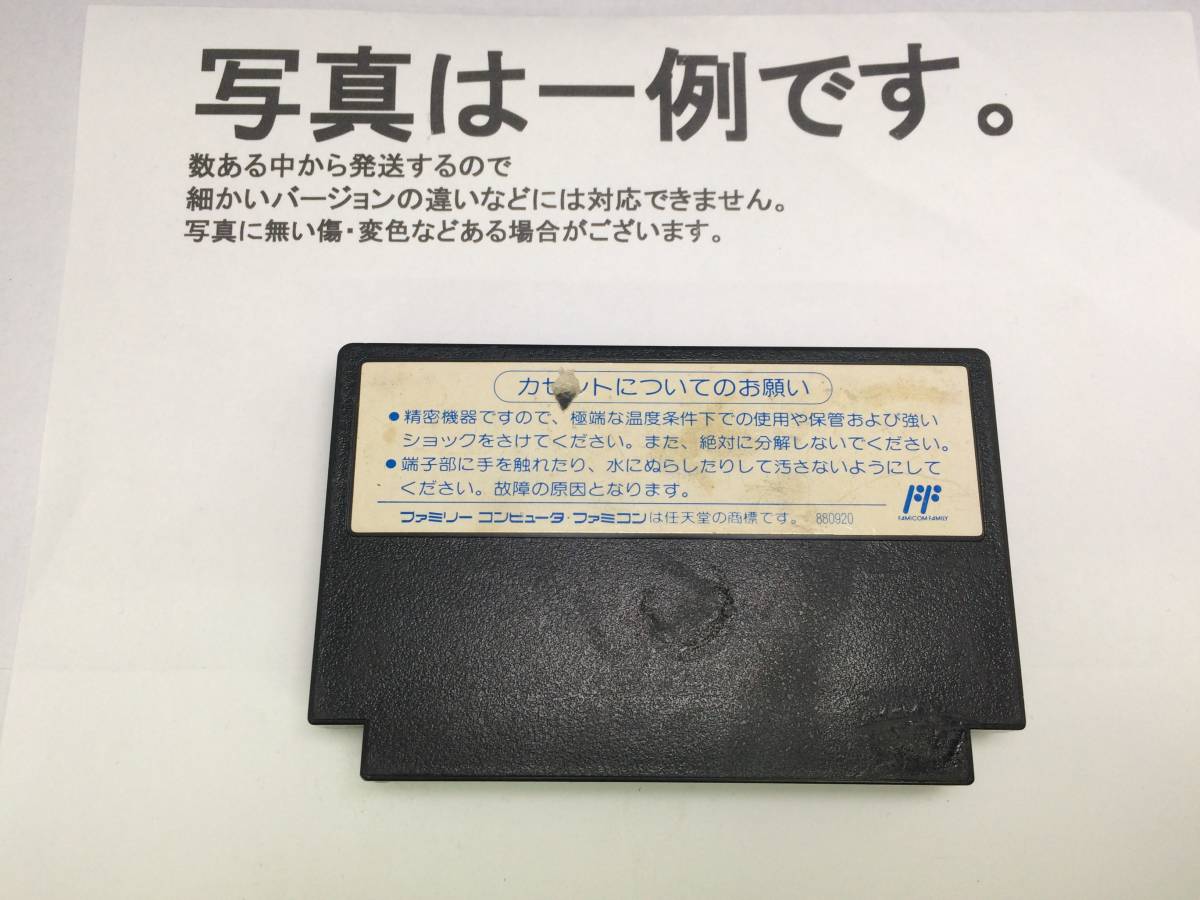 写真は一例です。
数ある中から発送するので
細かいバージョンの違いなどには対応できません。
写真に無い傷・変色などある場合がございます。
カセットについてのお願い
●精密機器ですので、極端な温度条件下での使用や保管および強い
ショックをさけてください。また、絶対に分解しないでください。
●端子部に手を触れたり、水にぬらしたりして汚さないようにして
ください。故障の原因となります。
FAMICOM FAMILY
ファミリー コンピュータ・ファミコンは任天堂の商標です。 880920